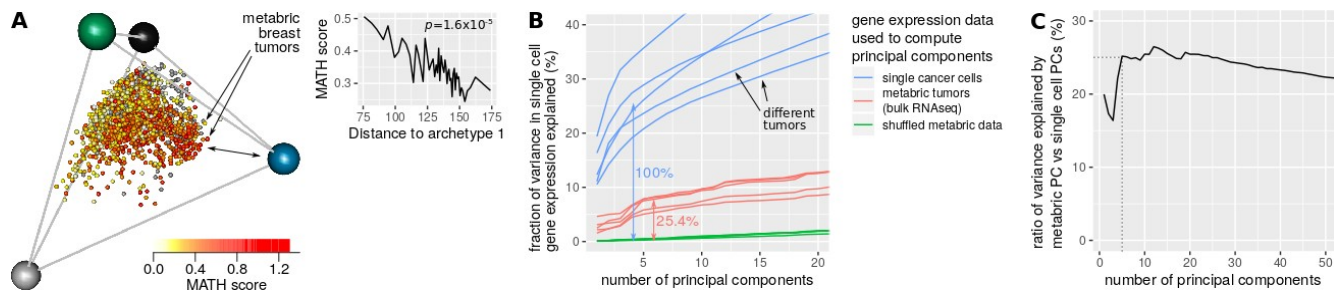 A
metabric
breast
tumors
0.0
0.4
0.8
1.2
MATH score
0.5
0.4
0.3
MATH score
p=1.6x10-5
75
100
125
150
175
Distance to archetype 1
B
fraction of variance in single cell
gene expression explained (%)
40
30
20
10
0
different
tumors
100%
25.4%
5
10
15
20
number of principal components
gene expression data
used to compute
principal components
single cancer cells
metabric tumors
(bulk RNAseq)
shuffled metabric data
C
ratio of variance explained by
metabric PC vs single cell PCs (%)
30
20
10
0
0
10
20
30
40
50
number of principal components